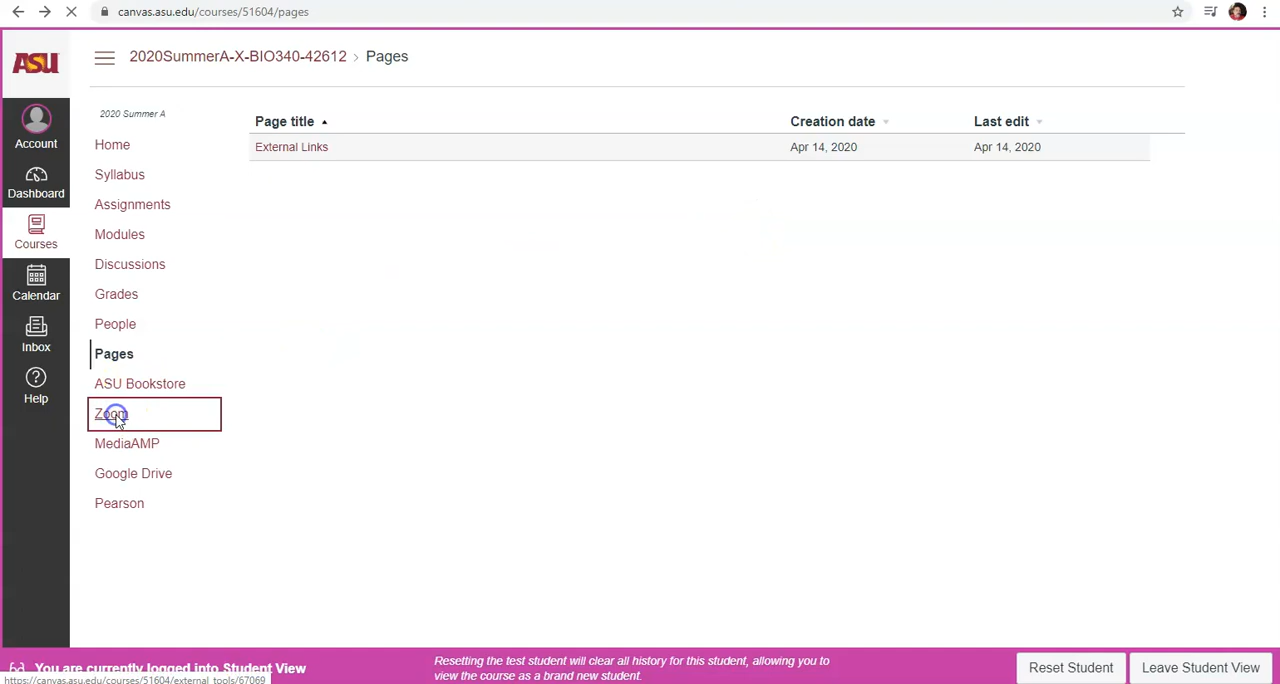 canvas.asu.edu/courses/51604/pages
ASU
2020SummerA-X-BIO340-42612 > Pages
2020 Summer A
Page title
Creation date
Last edit
External Links
Apr 14, 2020
Apr 14, 2020
Account
Dashboard
Courses
Calendar
Inbox
Help
Home
Syllabus
Assignments
Modules
Discussions
Grades
People
Pages
ASU Bookstore
Zoom
MediaAMP
Google Drive
Pearson
You are currently logged into Student View
Resetting the test student will clear all history for this student, allowing you to
view the course as a brand new student.
Reset Student
Leave Student View
https://canvas.asu.edu/courses/51604/external_tools/67069